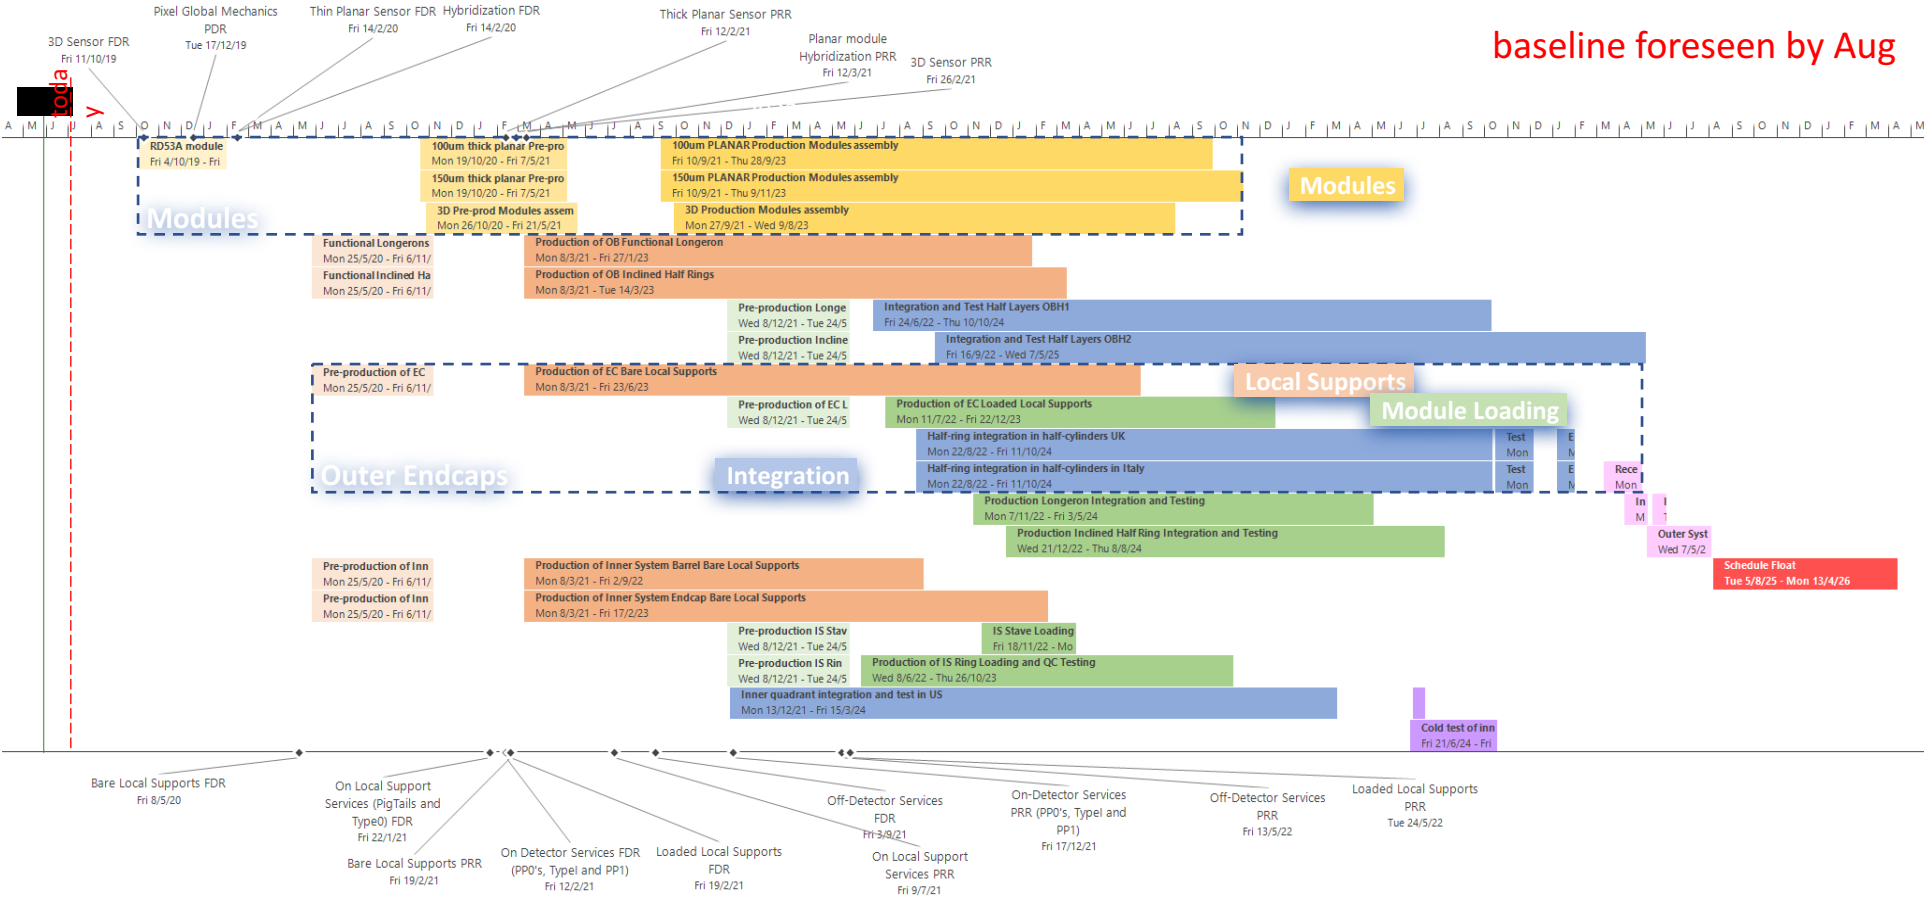 Pixel Global Mechanics
PDR
Tue 17/12/19
Thin Planar Sensor FDR
Fri 14/2/20
Hybridization FDR
Fri 14/2/20
Thick Planar Sensor PRR
Fri 12/2/21
3D Sensor FDR
Fri 11/10/19
Planar module
Hybridization PRR
Fri 12/3/21
3D Sensor PRR
Fri 26/2/21
baseline foreseen by Aug
toda
y
A M J J A S O N D J F M A M J J A S O N D J F M A M J J A S O N D J F M A M J J A S O N D J F M A M J J A S O N D J F M A M J J A S O N D J F M A M J J A S O N D J F M A M
RD53A module
Fri 4/10/19 - Fri
100um thick planar Pre-pro
Mon 19/10/20 - Fri 7/5/21
100um PLANAR Production Modules assembly
Fri 10/9/21 - Thu 28/9/23
150um thick planar Pre-pro
Mon 19/10/20 - Fri 7/5/21
150um PLANAR Production Modules assembly
Fri 10/9/21 - Thu 9/11/23
Modules
Modules
3D Pre-prod Modules assem
Mon 26/10/20 - Fri 21/5/21
3D Production Modules assembly
Mon 27/9/21 - Wed 9/8/23
Functional Longerons
Mon 25/5/20 - Fri 6/11/
Production of OB Functional Longeron
Mon 8/3/21 - Fri 27/1/23
Functional Inclined Ha
Mon 25/5/20 - Fri 6/11/
Production of OB Inclined Half Rings
Mon 8/3/21 - Tue 14/3/23
Pre-production Longe
Wed 8/12/21 - Tue 24/5
Integration and Test Half Layers OBH1
Fri 24/6/22 - Thu 10/10/24
Pre-production Incline
Wed 8/12/21 - Tue 24/5
Integration and Test Half Layers OBH2
Fri 16/9/22 - Wed 7/5/25
Pre-production of EC
Mon 25/5/20 - Fri 6/11/
Production of EC Bare Local Supports
Mon 8/3/21 - Fri 23/6/23
Local Supports
Pre-production of EC L
Wed 8/12/21 - Tue 24/5
Production of EC Loaded Local Supports
Mon 11/7/22 - Fri 22/12/23
Module Loading
Half-ring integration in half-cylinders UK
Mon 22/8/22 - Fri 11/10/24
Test
Mon
E
M
Outer Endcaps
Integration
Half-ring integration in half-cylinders in Italy
Mon 22/8/22 - Fri 11/10/24
Test
Mon
E
M
Rece
Mon
Production Longeron Integration and Testing
Mon 7/11/22 - Fri 3/5/24
In
M
Production Inclined Half Ring Integration and Testing
Wed 21/12/22 - Thu 8/8/24
Outer Syst
Wed 7/5/2
Pre-production of Inn
Mon 25/5/20 - Fri 6/11/
Production of Inner System Barrel Bare Local Supports
Mon 8/3/21 - Fri 2/9/22
Schedule Float
Tue 5/8/25 - Mon 13/4/26
Pre-production of Inn
Mon 25/5/20 - Fri 6/11/
Production of Inner System Endcap Bare Local Supports
Mon 8/3/21 - Fri 17/2/23
Pre-production IS Stav
Wed 8/12/21 - Tue 24/5
IS Stave Loading
Fri 18/11/22 - Mo
Pre-production IS Rin
Wed 8/12/21 - Tue 24/5
Production of IS Ring Loading and QC Testing
Wed 8/6/22 - Thu 26/10/23
Inner quadrant integration and test in US
Mon 13/12/21 - Fri 15/3/24
Cold test of inn
Fri 21/6/24 - Fri
Bare Local Supports FDR
Fri 8/5/20
On Local Support
Services (PigTails and
Type0) FDR
Fri 22/1/21
Off-Detector Services
FDR
Fri 3/9/21
On-Detector Services
PRR (PP0's, TypeI and
PP1)
Fri 17/12/21
Off-Detector Services
PRR
Fri 13/5/22
Loaded Local Supports
PRR
Tue 24/5/22
Bare Local Supports PRR
Fri 19/2/21
On Detector Services FDR
(PP0's, TypeI and PP1)
Fri 12/2/21
Loaded Local Supports
FDR
Fri 19/2/21
On Local Support
Services PRR
Fri 9/7/21